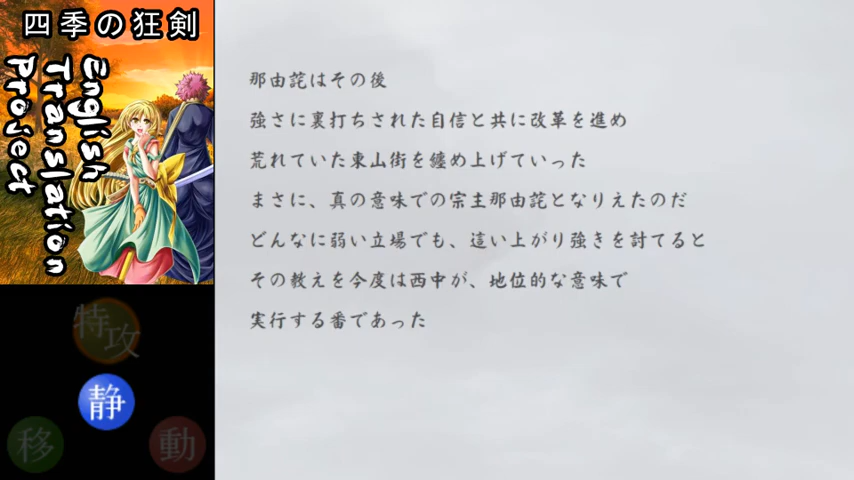 四季の狂剣
English
Translation
Project
那由詫はその後
強さに裏打ちされた自信と共に改革を進め
荒れていた東山街を纏め上げていった
まさに、真の意味での宗主那由詫となりえたのだ
どんなに弱い立場でも、這い上がり強きを討てると
その教えを今度は西中が、地位的な意味で
実行する番であった
特攻
静
移
動